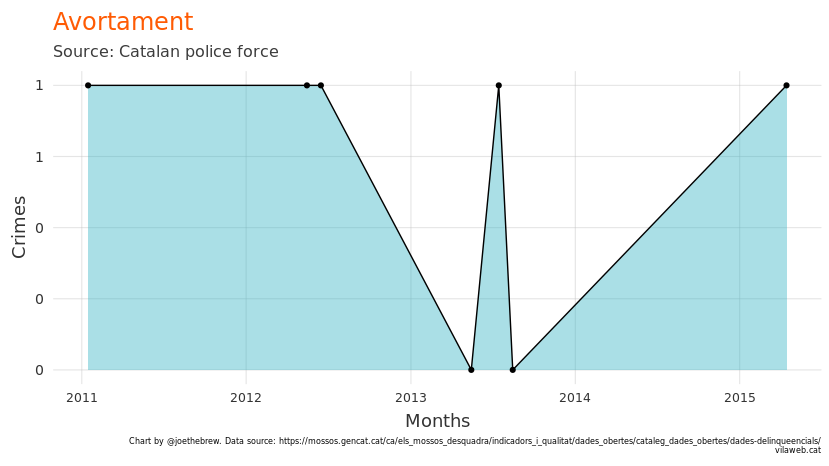 Avortament
Source: Catalan police force
1
1
0
0
0
Crimes
2011 2012 2013 2014 2015
Months
Chart by @joethebrew. Data source: https://mossos.gencat.cat/ca/els_mossos_desquadra/indicadors_i_qualitat/dades_obertes/cataleg_dades_obertes/dades-delinqueencials/
vilaweb.cat